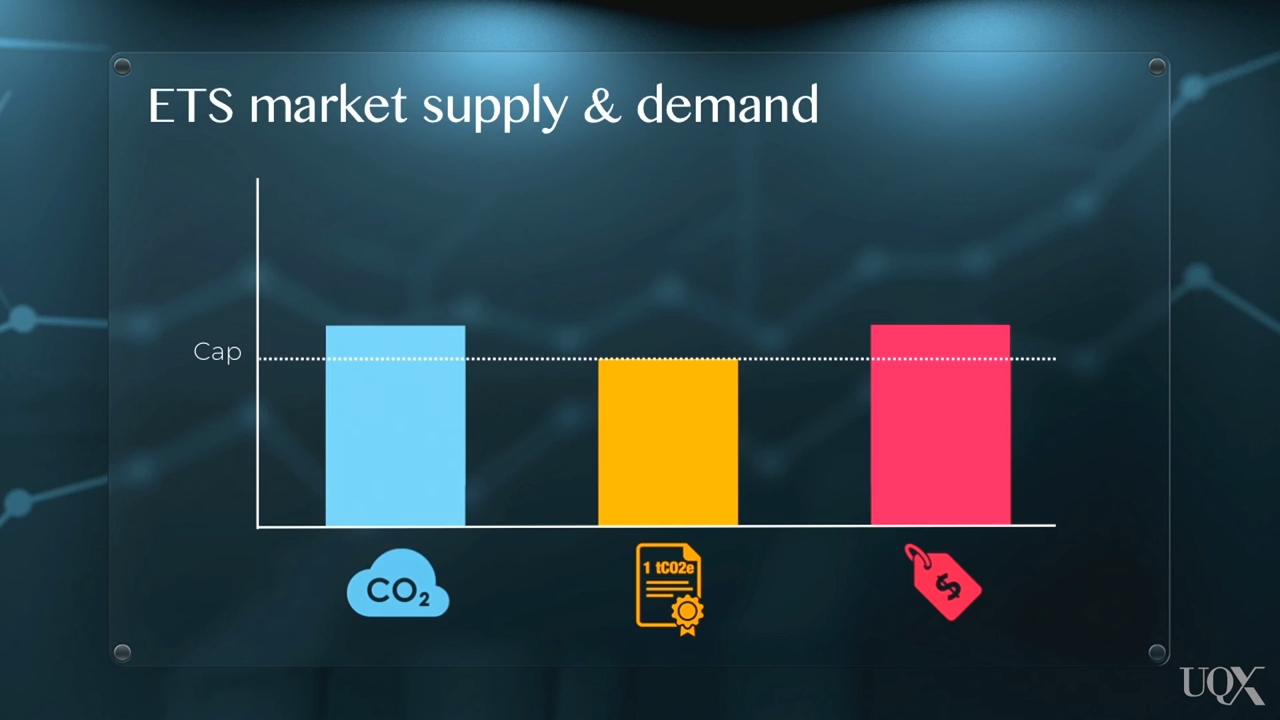 ETS market supply & demand
Cap
CO₂
1 tCO2e
$
UQX